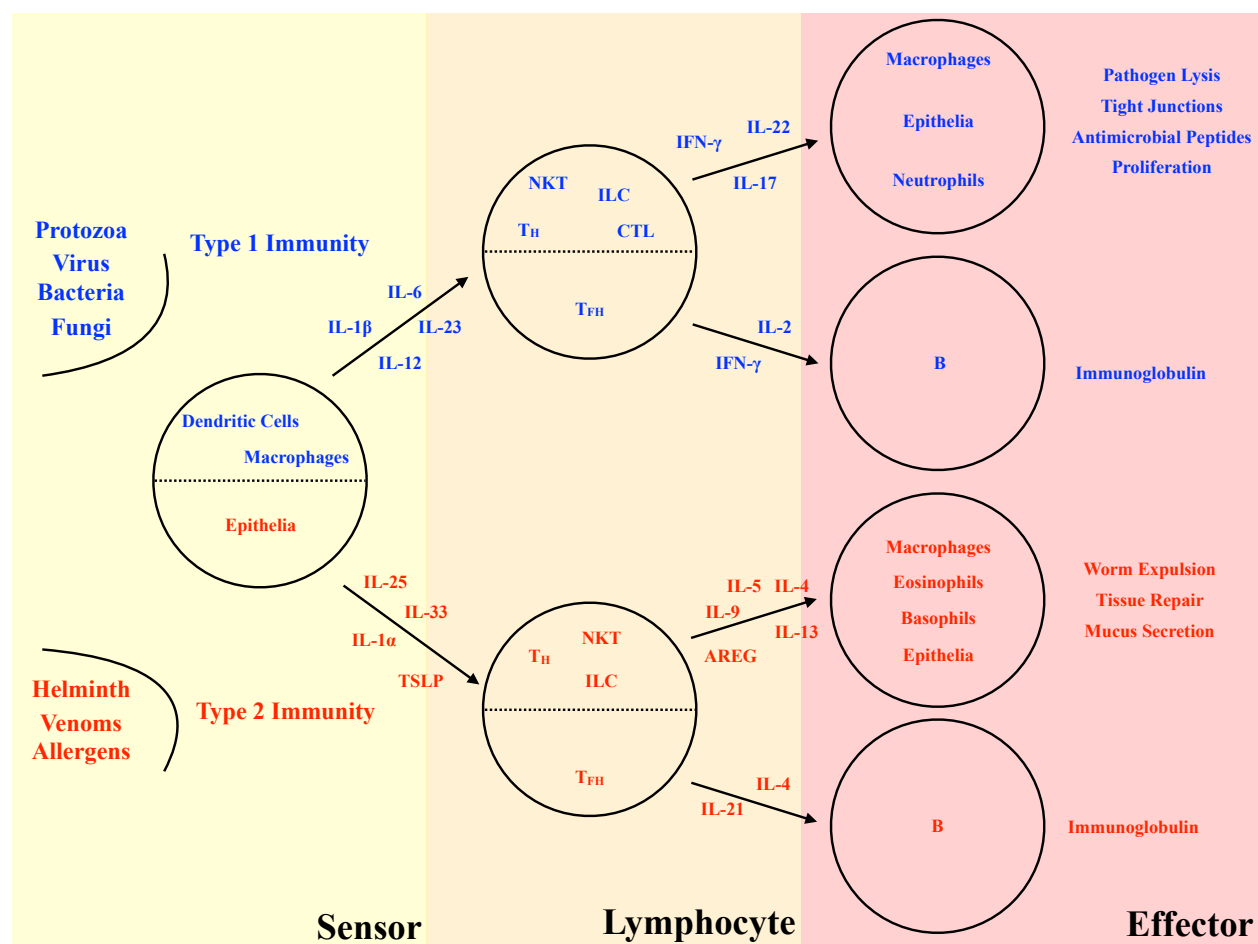 Protozoa
Virus
Bacteria
Fungi
Type 1 Immunity
IL-6
IL-1β
IL-23
IL-12
Dendritic Cells
Macrophages
Epithelia
IL-25
IL-33
IL-1α
TSLP
Helminth
Venoms
Allergens
Type 2 Immunity
Sensor
NKT
ILC
TH
CTL
TFH
IFN-γ
IL-22
IL-17
IL-2
IFN-γ
NKT
TH
ILC
TFH
IL-5 IL-4
IL-9
IL-13
AREG
IL-4
IL-21
Lymphocyte
Macrophages
Epithelia
Neutrophils
Pathogen Lysis
Tight Junctions
Antimicrobial Peptides
Proliferation
B
Immunoglobulin
Macrophages
Eosinophils
Basophils
Epithelia
Worm Expulsion
Tissue Repair
Mucus Secretion
B
Immunoglobulin
Effector